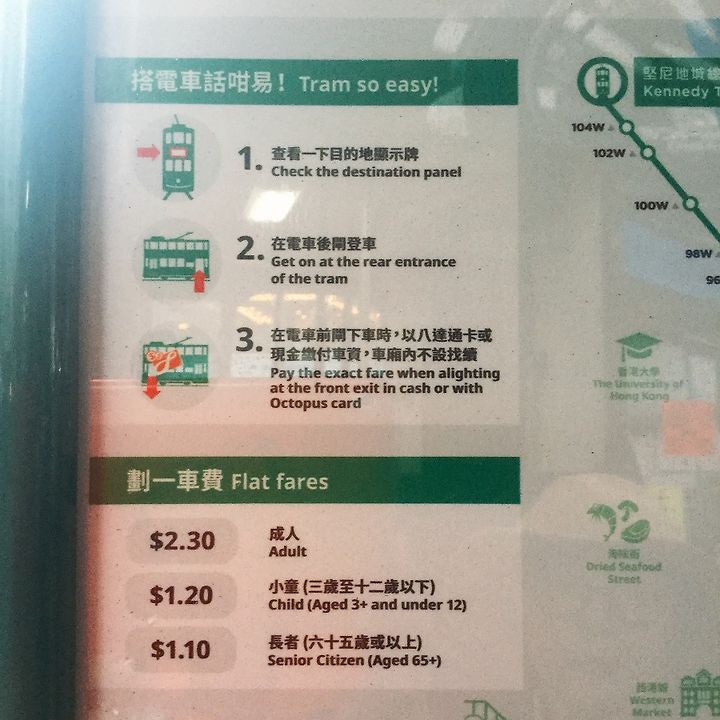 搭電車話咁易！ Tram so easy!
1. 查看一下目的地顯示牌
Check the destination panel
2. 在電車後閘登車
Get on at the rear entrance
of the tram
3. 在電車前閘下車時，以八達通卡或
現金繳付車資，車廂內不設找續
Pay the exact fare when alighting
at the front exit in cash or with
Octopus card
劃一車費 Flat fares
$2.30 成人
Adult
$1.20 小童 (三歲至十二歲以下)
Child (Aged 3+ and under 12)
$1.10 長者 (六十五歲或以上)
Senior Citizen (Aged 65+)
堅尼地城
Kennedy
104W
102W
100W
98W
香港大學
The University of
Hong Kong
海味街
Dried Seafood
Street
西港城
Western
Market